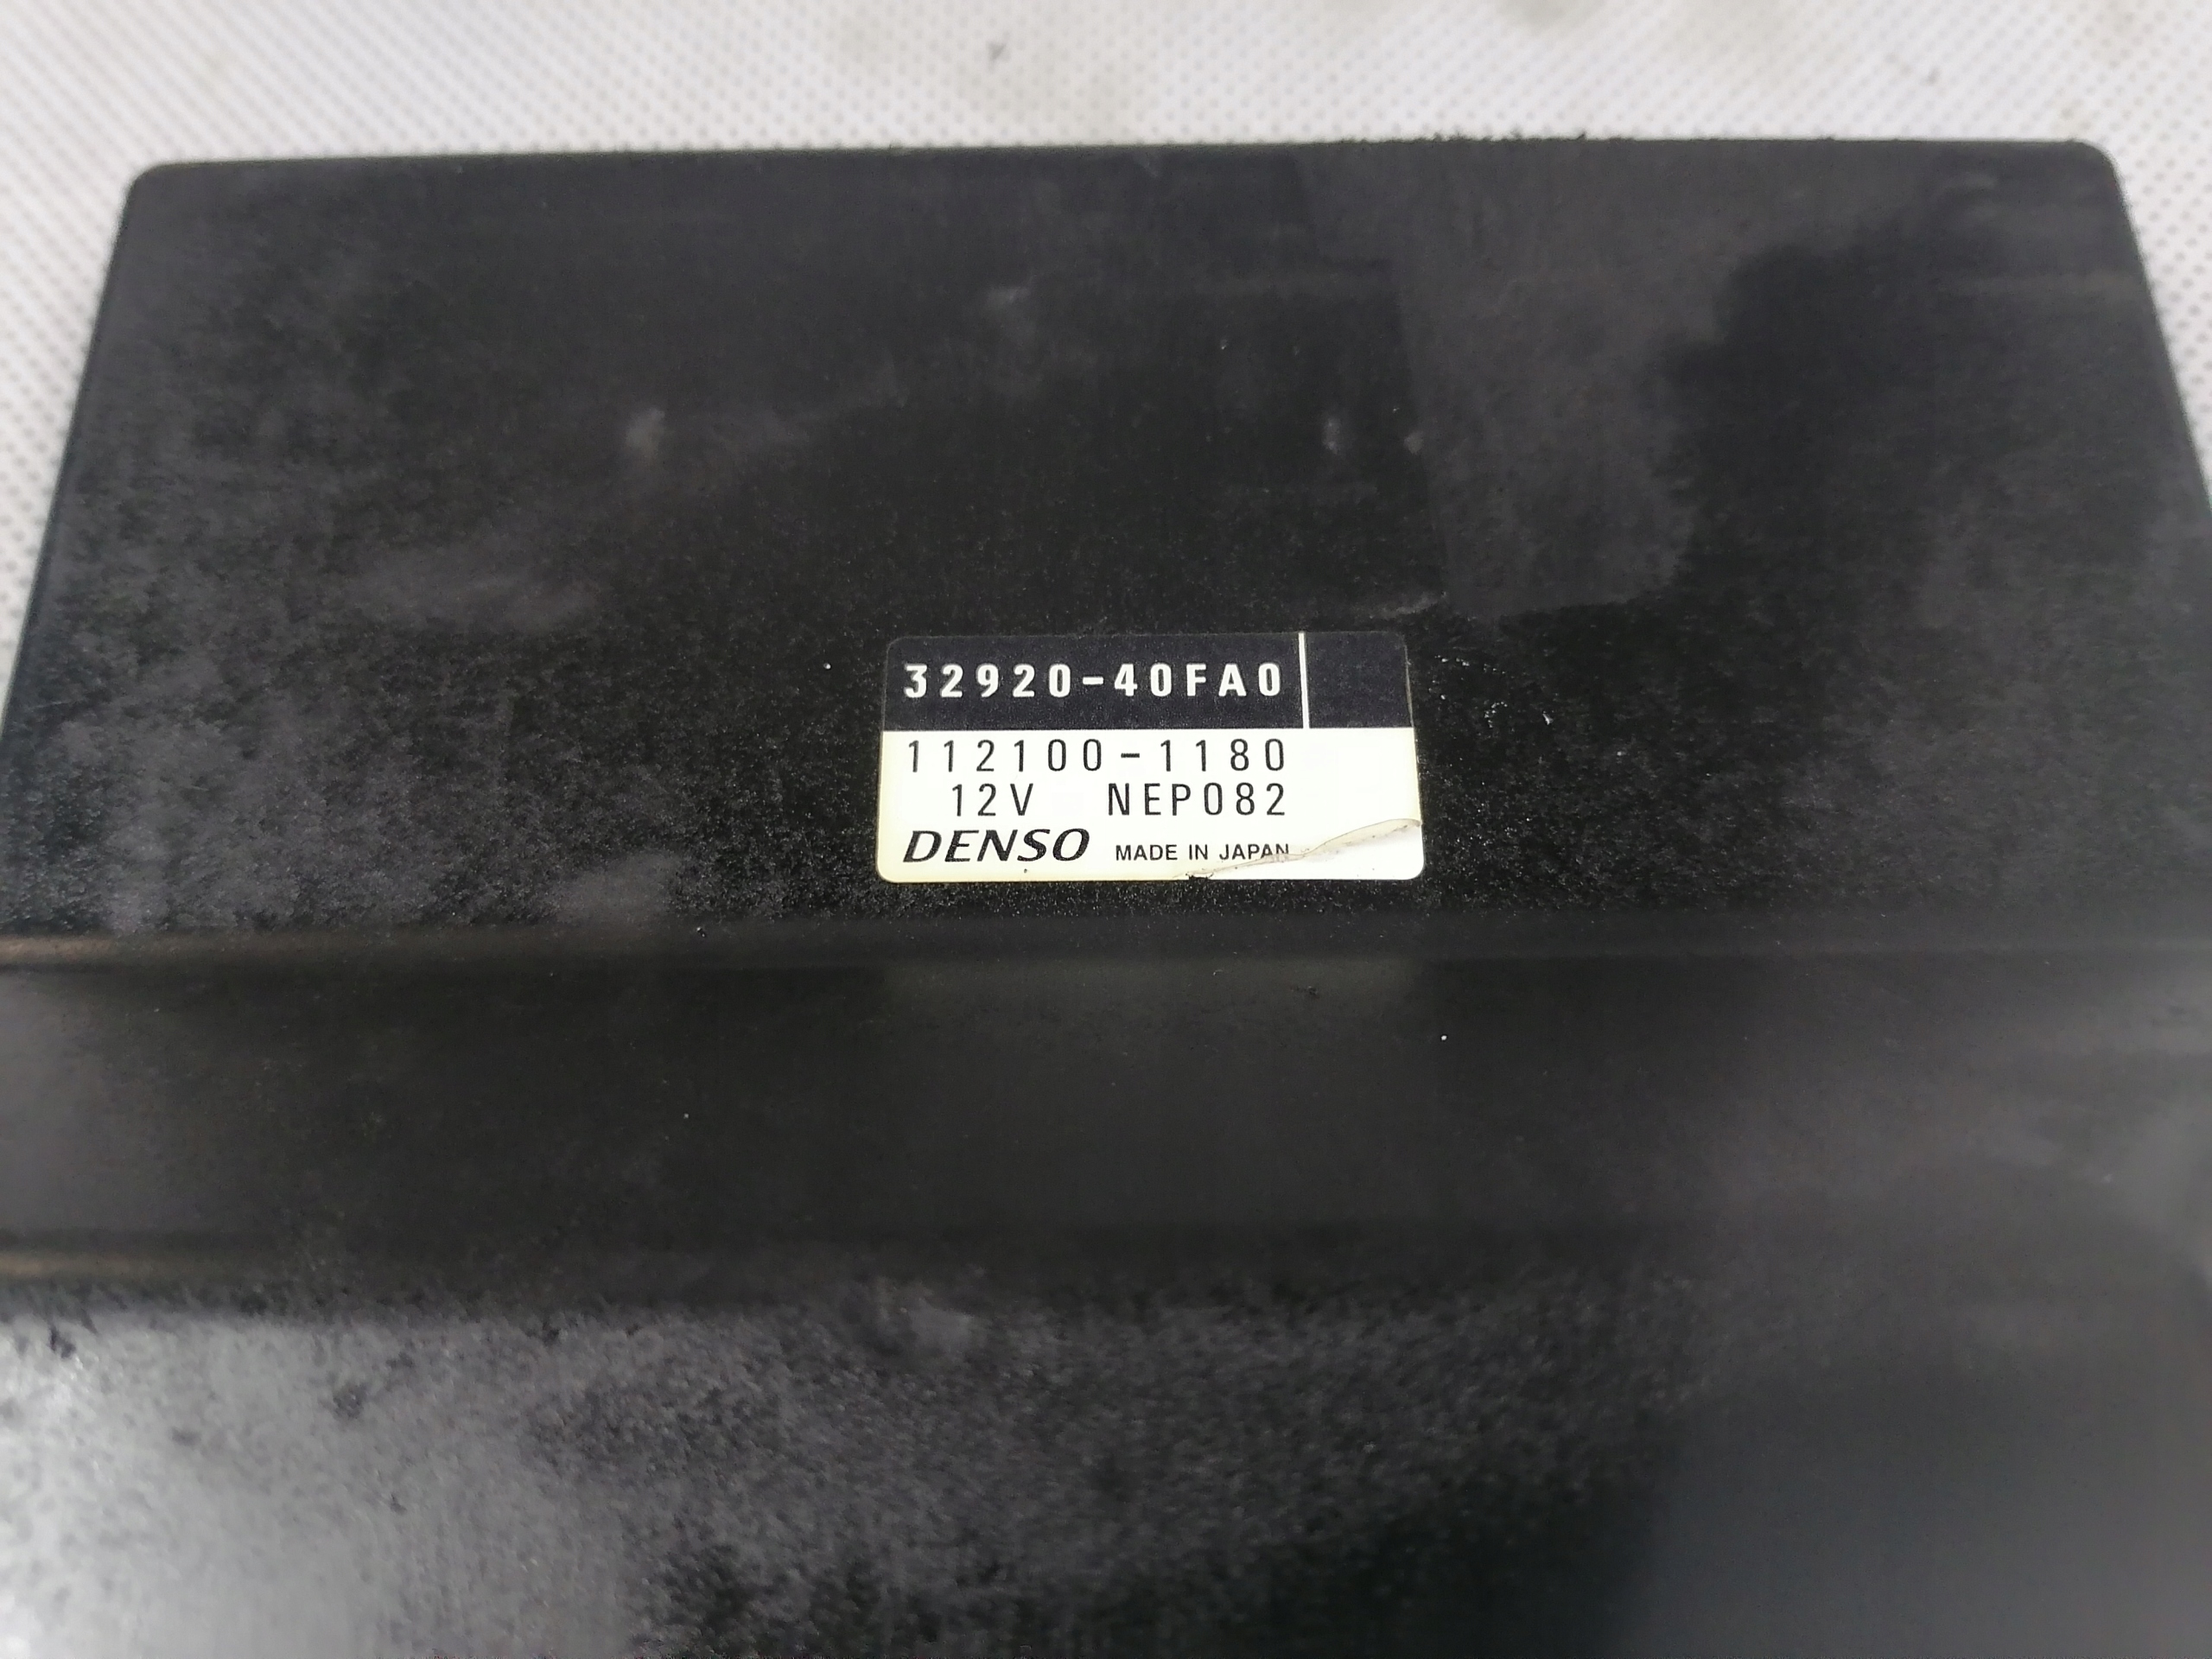 32920-40FA0
112100-1180
12V NEP082
DENSO MADE IN JAPAN